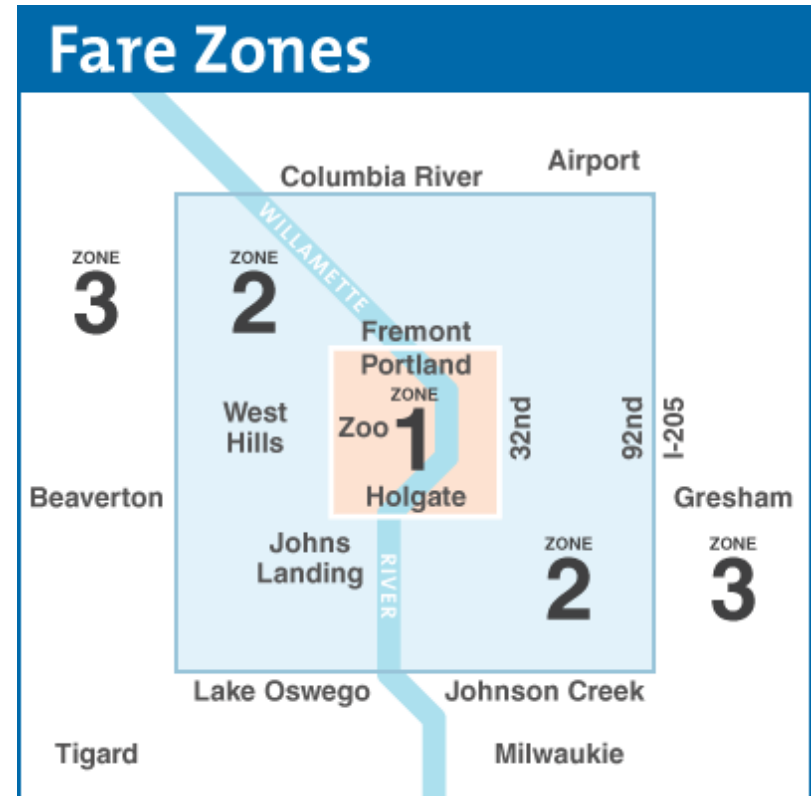 Fare Zones
Airport
Columbia River
WILLAMETTE
ZONE
3
ZONE
2
Fremont
Portland
ZONE
1
Zoo
West
Hills
32nd
92nd
I-205
Beaverton
Holgate
Gresham
Johns
Landing
RIVER
ZONE
2
ZONE
3
Lake Oswego
Johnson Creek
Tigard
Milwaukie